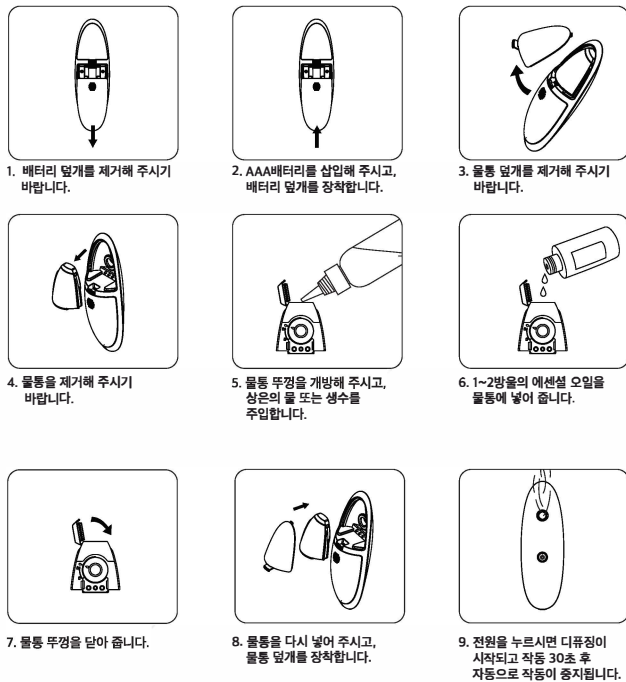 1. 배터리 덮개를 제거해 주시기
바랍니다.
2. AAA배터리를 삽입해 주시고,
배터리 덮개를 장착합니다.
3. 물통 덮개를 제거해 주시기
바랍니다.
4. 물통을 제거해 주시기
바랍니다.
5. 물통 뚜껑을 개방해 주시고,
상은의 물 또는 생수를
주입합니다.
6. 1~2방울의 에센셜 오일을
물통에 넣어 줍니다.
7. 물통 뚜껑을 닫아 줍니다.
8. 물통을 다시 넣어 주시고,
물통 덮개를 장착합니다.
9. 전원을 누르시면 디퓨징이
시작되고 작동 30초 후
자동으로 작동이 중지됩니다.